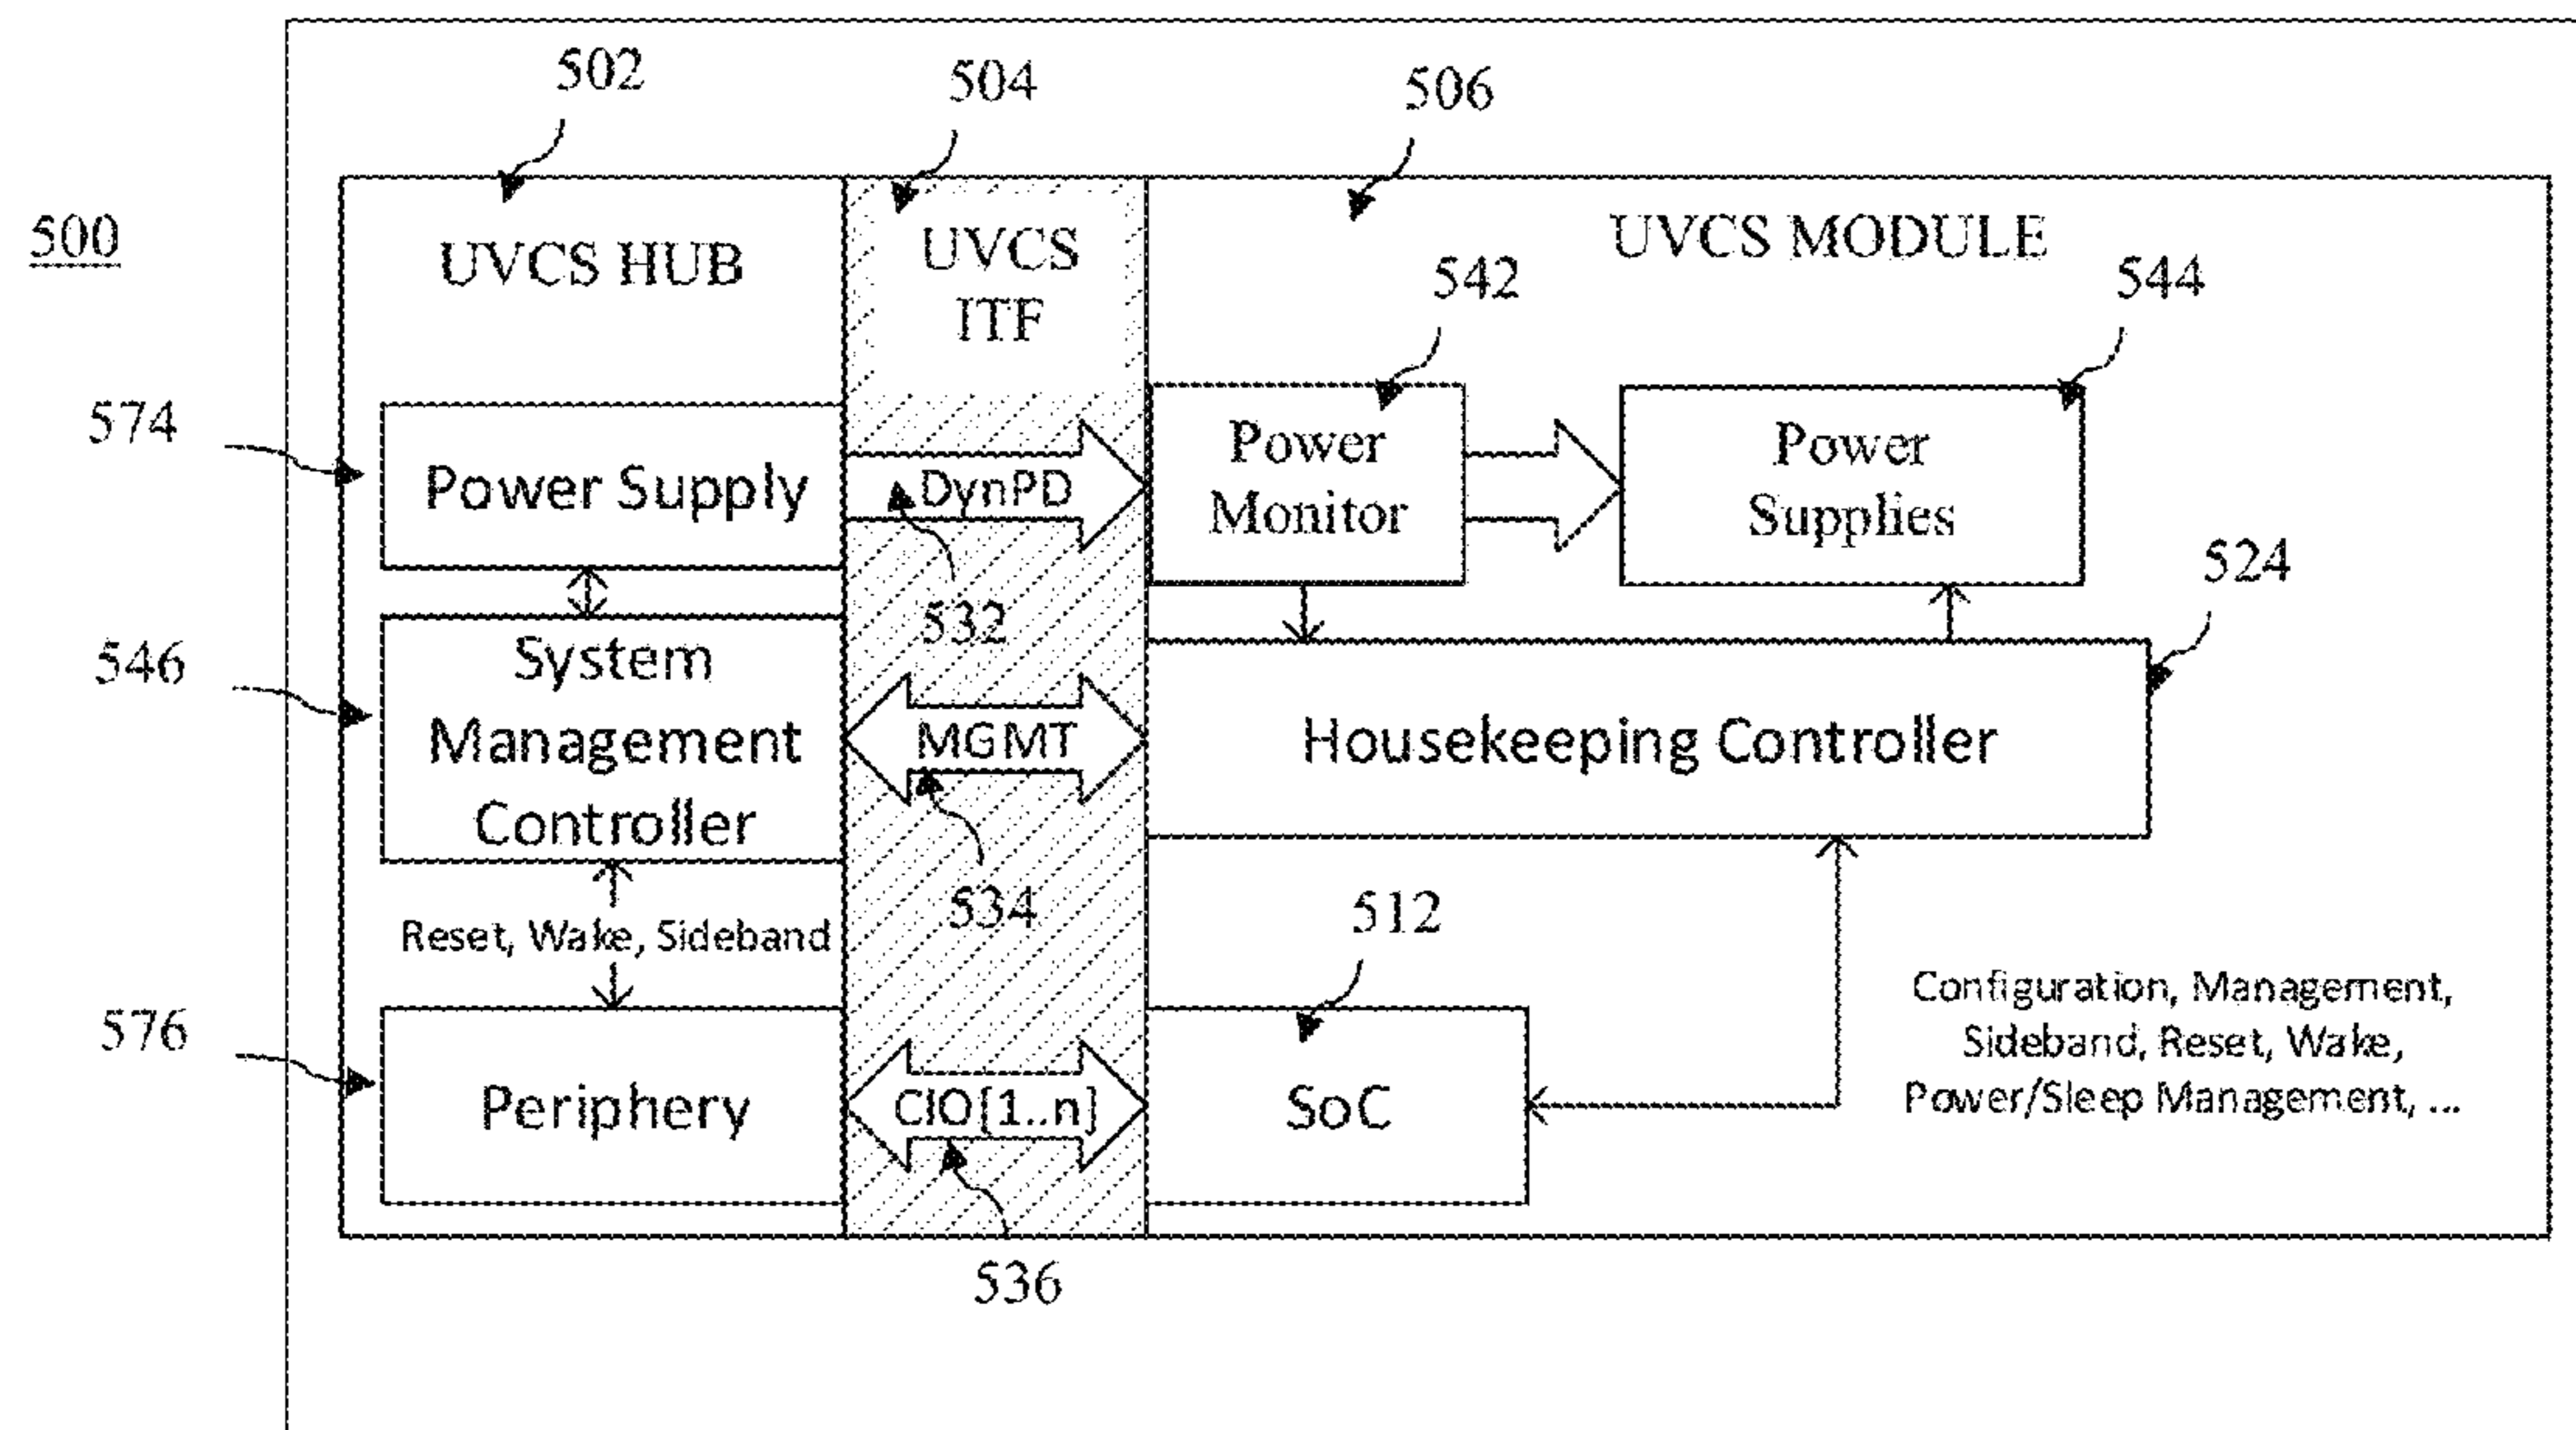 500
502
504
506
UVCS HUB
UVCS
ITF
UVCS MODULE
542
544
574
Power Supply
DynPD
532
Power
Monitor
Power
Supplies
524
546
System
Management
Controller
MGMT
534
Housekeeping Controller
Reset, Wake, Sideband
512
576
Periphery
CIO[1..n]
536
SoC
Configuration, Management,
Sideband, Reset, Wake,
Power/Sleep Management, ...